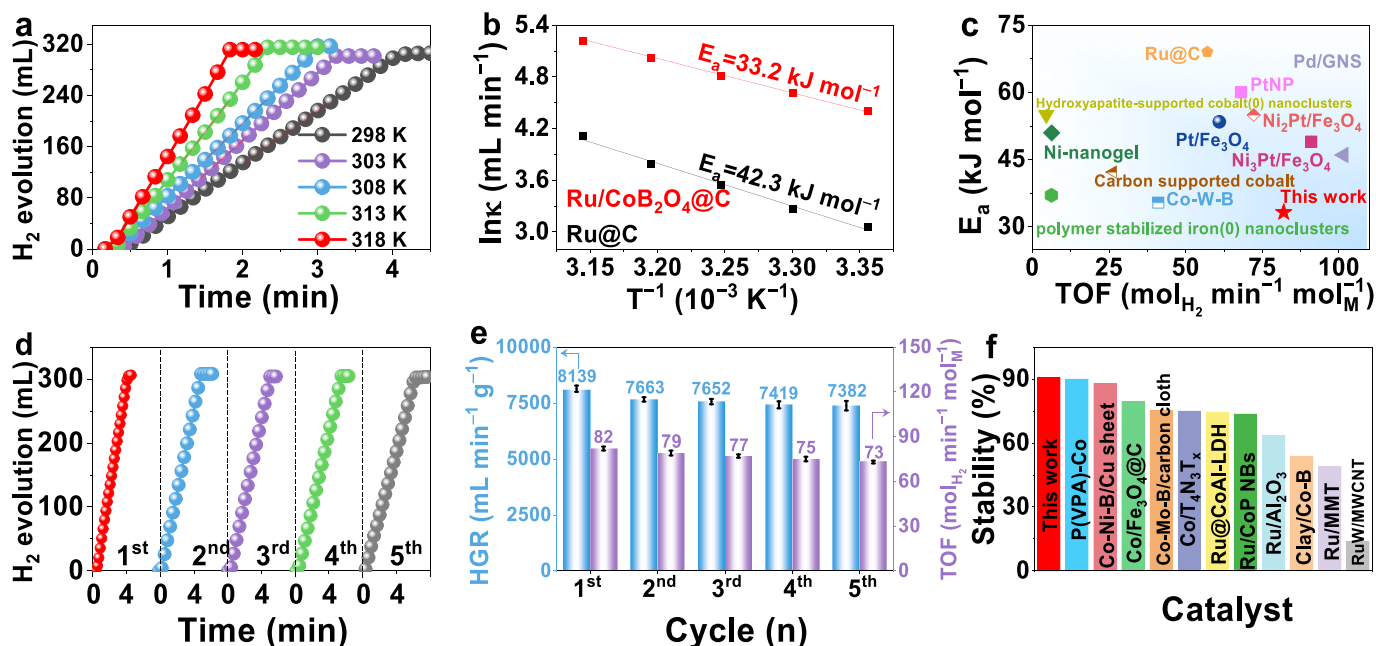 a
H₂ evolution (mL)
320
240
160
80
0
298 K
303 K
308 K
313 K
318 K
0 1 2 3 4
Time (min)
b
lnκ (mL min⁻¹)
5.4
4.8
4.2
3.6
3.0
Eₐ=33.2 kJ mol⁻¹
Eₐ=42.3 kJ mol⁻¹
Ru/CoB₂O₄@C
Ru@C
3.15 3.20 3.25 3.30 3.35
T⁻¹ (10⁻³ K⁻¹)
c
Eₐ (kJ mol⁻¹)
75
60
45
30
Ru@C
Pd/GNS
PtNP
Hydroxyapatite-supported cobalt(0) nanoclusters
Ni₂Pt/Fe₃O₄
Pt/Fe₃O₄
Ni-nanogel
Ni₃Pt/Fe₃O₄
Carbon supported cobalt
Co-W-B
This work
polymer stabilized iron(0) nanoclusters
0 25 50 75 100
TOF (mol_H₂ min⁻¹ mol_M⁻¹)
d
H₂ evolution (mL)
300
200
100
0
1ˢᵗ 2ⁿᵈ 3ʳᵈ 4ᵗʰ 5ᵗʰ
0 4 0 4 0 4 0 4 0 4
Time (min)
e
HGR (mL min⁻¹ g⁻¹)
10000
7500
5000
2500
0
8139 7663 7652 7419 7382
82 79 77 75 73
150
120
90
60
30
0
TOF (mol_H₂ min⁻¹ mol_M⁻¹)
1ˢᵗ 2ⁿᵈ 3ʳᵈ 4ᵗʰ 5ᵗʰ
Cycle (n)
f
Stability (%)
90
60
30
0
This work
P(VPA)-Co
Co-Ni-B/Cu sheet
Co/Fe₃O₄@C
Co-Mo-B/carbon cloth
Co/T₄N₃Tₓ
Ru@CoAl-LDH
Ru/CoP NBs
Ru/Al₂O₃
Clay/Co-B
Ru/MMT
RuW/MWCNT
Catalyst